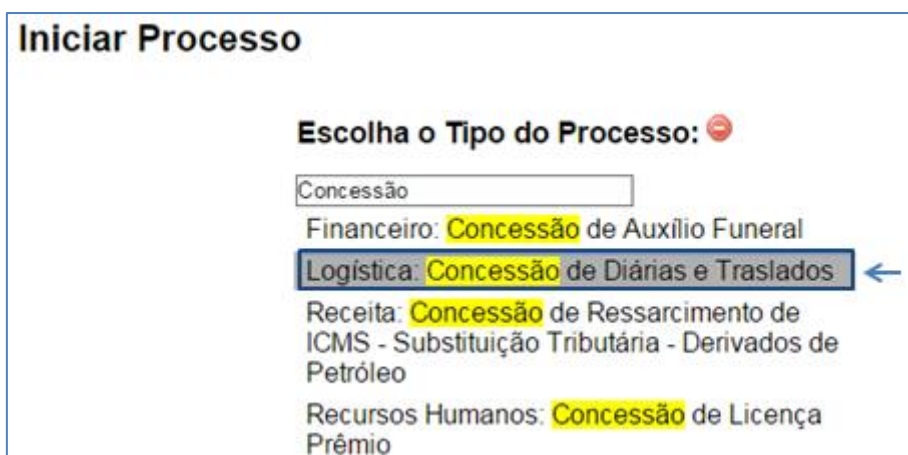 Iniciar Processo
Escolha o Tipo do Processo:
Concessão
Financeiro: Concessão de Auxílio Funeral
Logística: Concessão de Diárias e Traslados
Receita: Concessão de Ressarcimento de
ICMS - Substituição Tributária - Derivados de
Petróleo
Recursos Humanos: Concessão de Licença
Prêmio